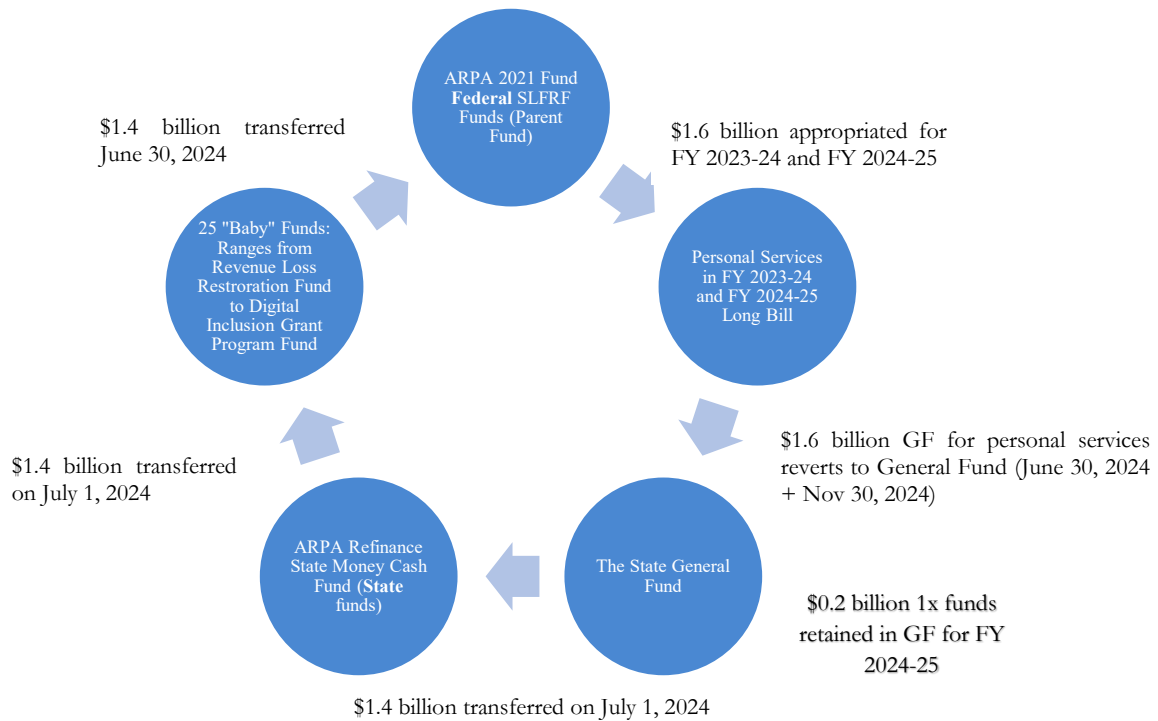 ARPA 2021 Fund
Federal SLFRF
Funds (Parent
Fund)
$1.6 billion appropriated for
FY 2023-24 and FY 2024-25
Personal Services
in FY 2023-24
and FY 2024-25
Long Bill
$1.6 billion GF for personal services
reverts to General Fund (June 30, 2024
+ Nov 30, 2024)
The State General
Fund
$0.2 billion 1x funds
retained in GF for FY
2024-25
$1.4 billion transferred on July 1, 2024
ARPA Refinance
State Money Cash
Fund (State
funds)
$1.4 billion transferred
on July 1, 2024
25 "Baby" Funds:
Ranges from
Revenue Loss
Restroration Fund
to Digital
Inclusion Grant
Program Fund
$1.4 billion transferred
June 30, 2024